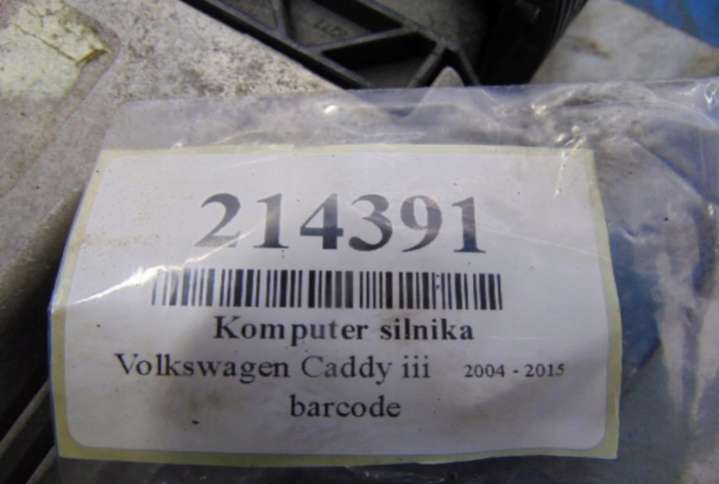 214391
Komputer silnika
Volkswagen Caddy iii 2004 - 2015
barcode